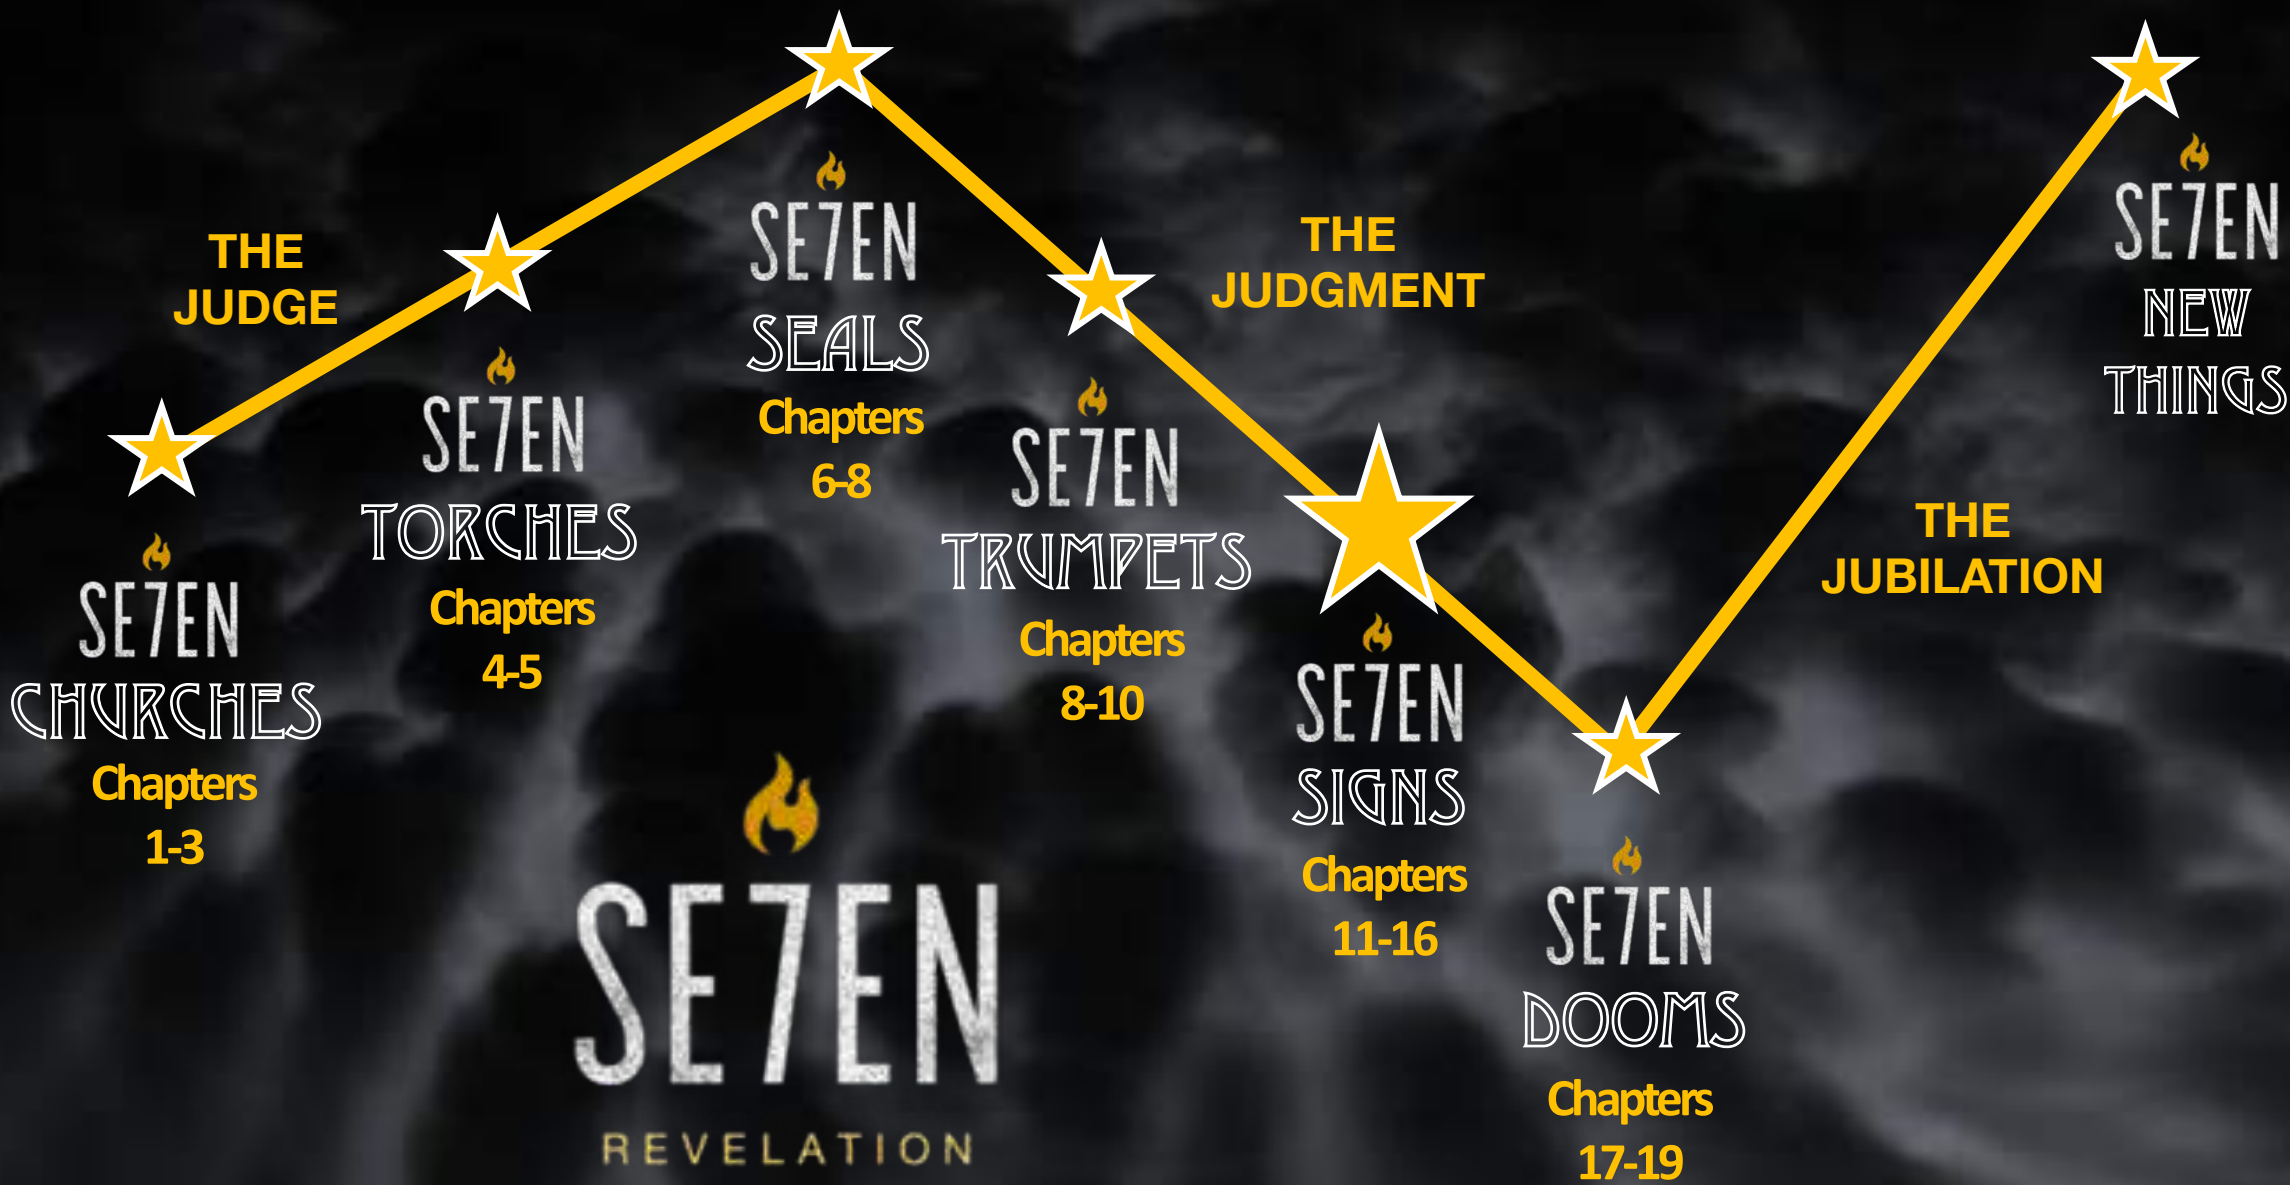 THE
JUDGE
SE7EN
CHURCHES
Chapters
1-3
SE7EN
TORCHES
Chapters
4-5
SE7EN
SEALS
Chapters
6-8
SE7EN
TRUMPETS
Chapters
8-10
THE
JUDGMENT
SE7EN
SIGNS
Chapters
11-16
SE7EN
DOOMS
Chapters
17-19
THE
JUBILATION
SE7EN
NEW
THINGS
SE7EN
REVELATION